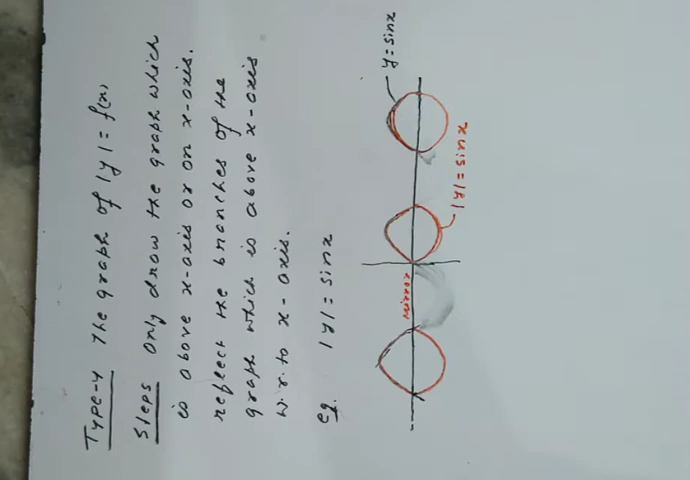 Type-4 The graph of |y| = f(x)
Steps only draw the graph which
is above x-axis or on x-axis.
reflect the branches of the
graph which is above x-axis
w.r.to x-axis.
eg. |y| = sinx
mirror
|y| = sinx
y = sinx